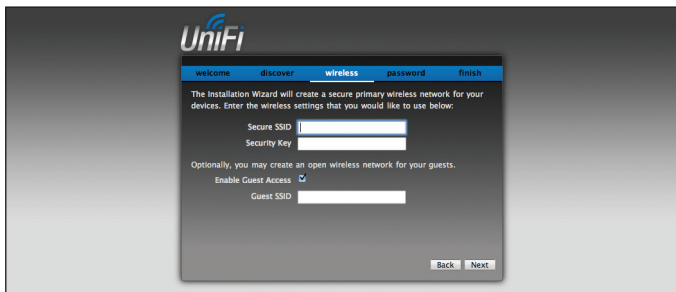 UniFi
welcome discover wireless password finish
The Installation Wizard will create a secure primary wireless network for your
devices. Enter the wireless settings that you would like to use below:
Secure SSID
Security Key
Optionally, you may create an open wireless network for your guests.
Enable Guest Access
Guest SSID
Back Next